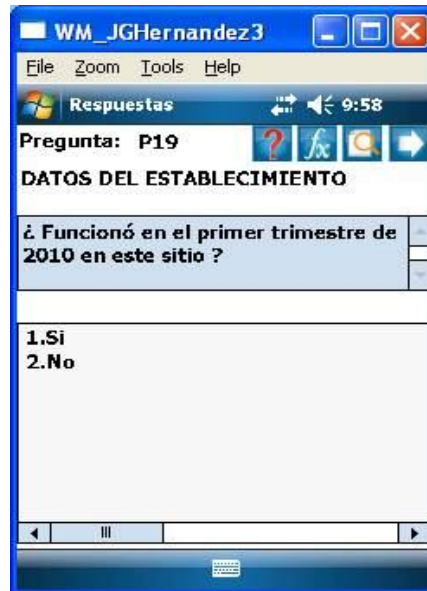 WM_JGHernandez3
File Zoom Tools Help
Respuestas 9:58
Pregunta: P19 ? fx
DATOS DEL ESTABLECIMIENTO
¿ Funcionó en el primer trimestre de
2010 en este sitio ?
1.Si
2.No